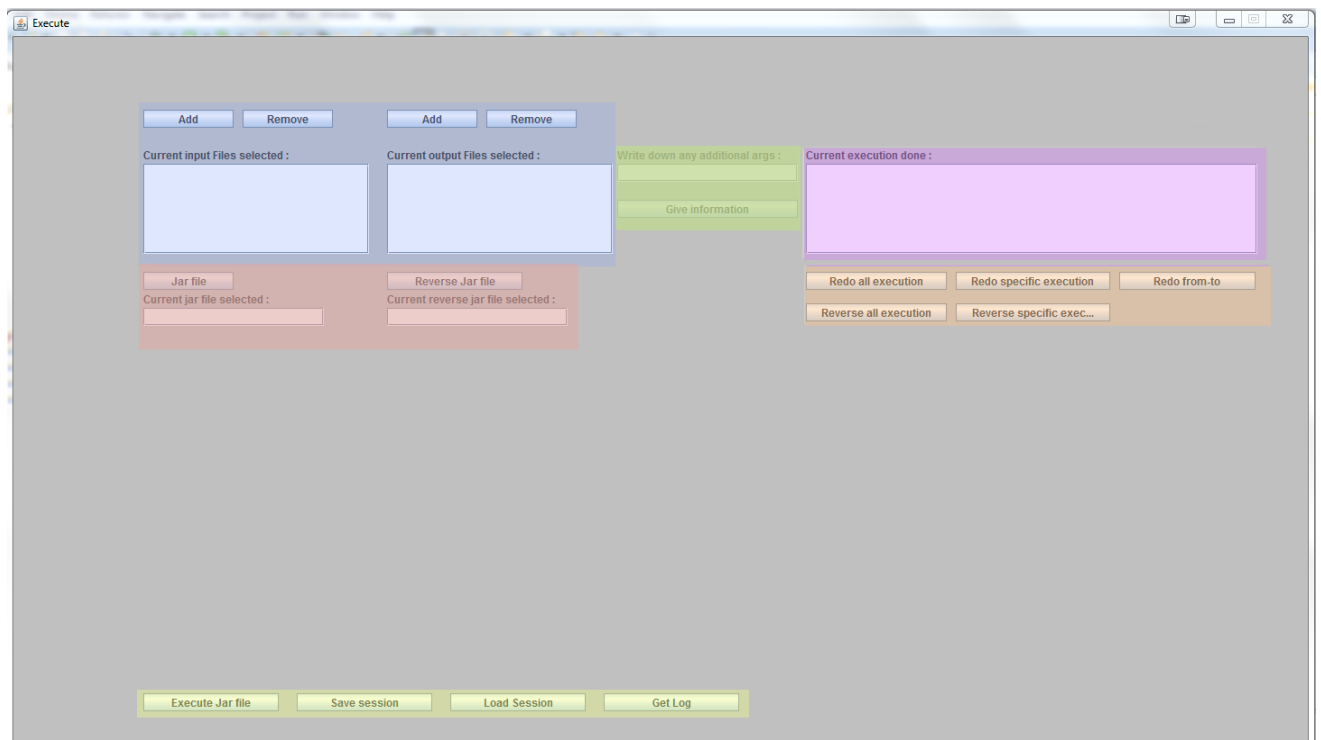 Execute
Add Remove Add Remove
Current input Files selected :
Current output Files selected :
Write down any additional args :
Current execution done :
Give information
Jar file
Reverse Jar file
Redo all execution Redo specific execution Redo from-to
Current jar file selected :
Current reverse jar file selected :
Reverse all execution Reverse specific exec...
Execute Jar file Save session Load Session Get Log